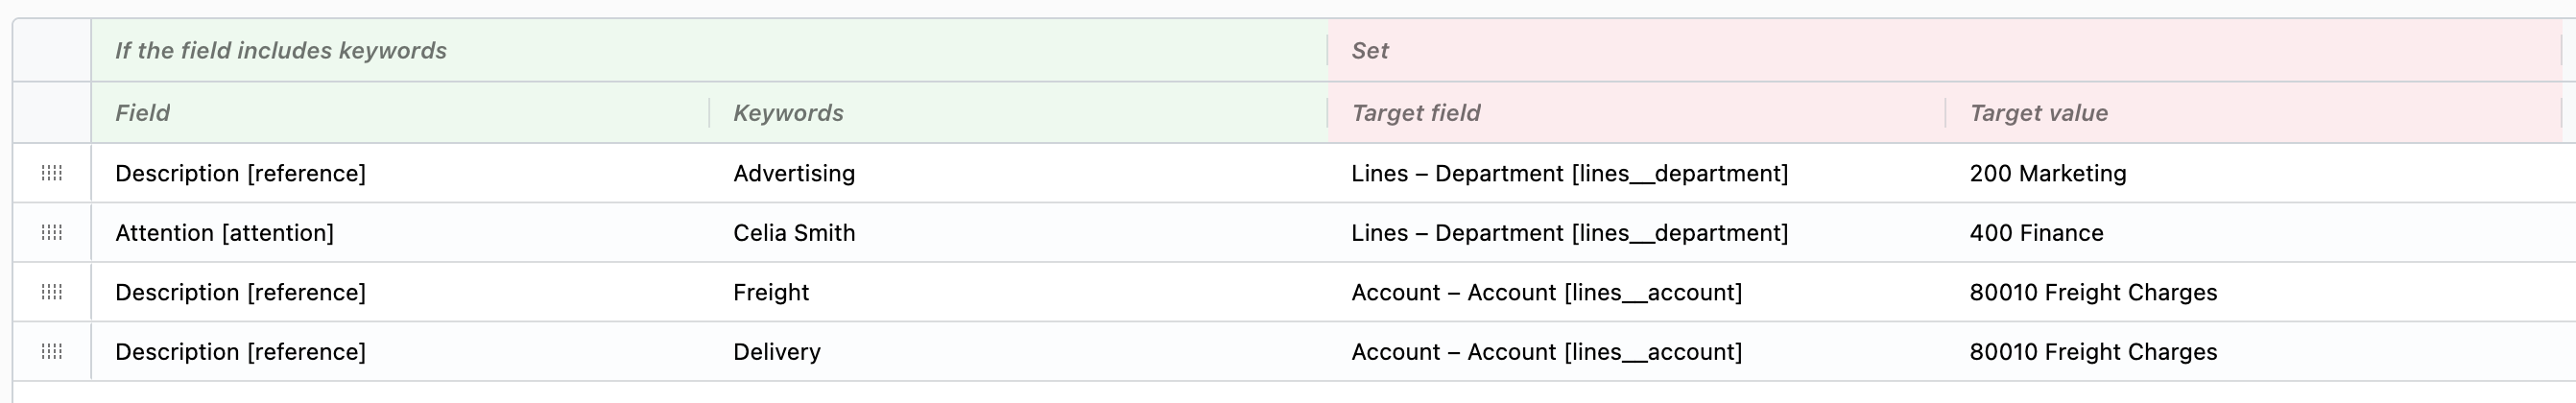 If the field includes keywords Set
Field Keywords Target field Target value
Description [reference] Advertising Lines – Department [lines__department] 200 Marketing
Attention [attention] Celia Smith Lines – Department [lines__department] 400 Finance
Description [reference] Freight Account – Account [lines__account] 80010 Freight Charges
Description [reference] Delivery Account – Account [lines__account] 80010 Freight Charges